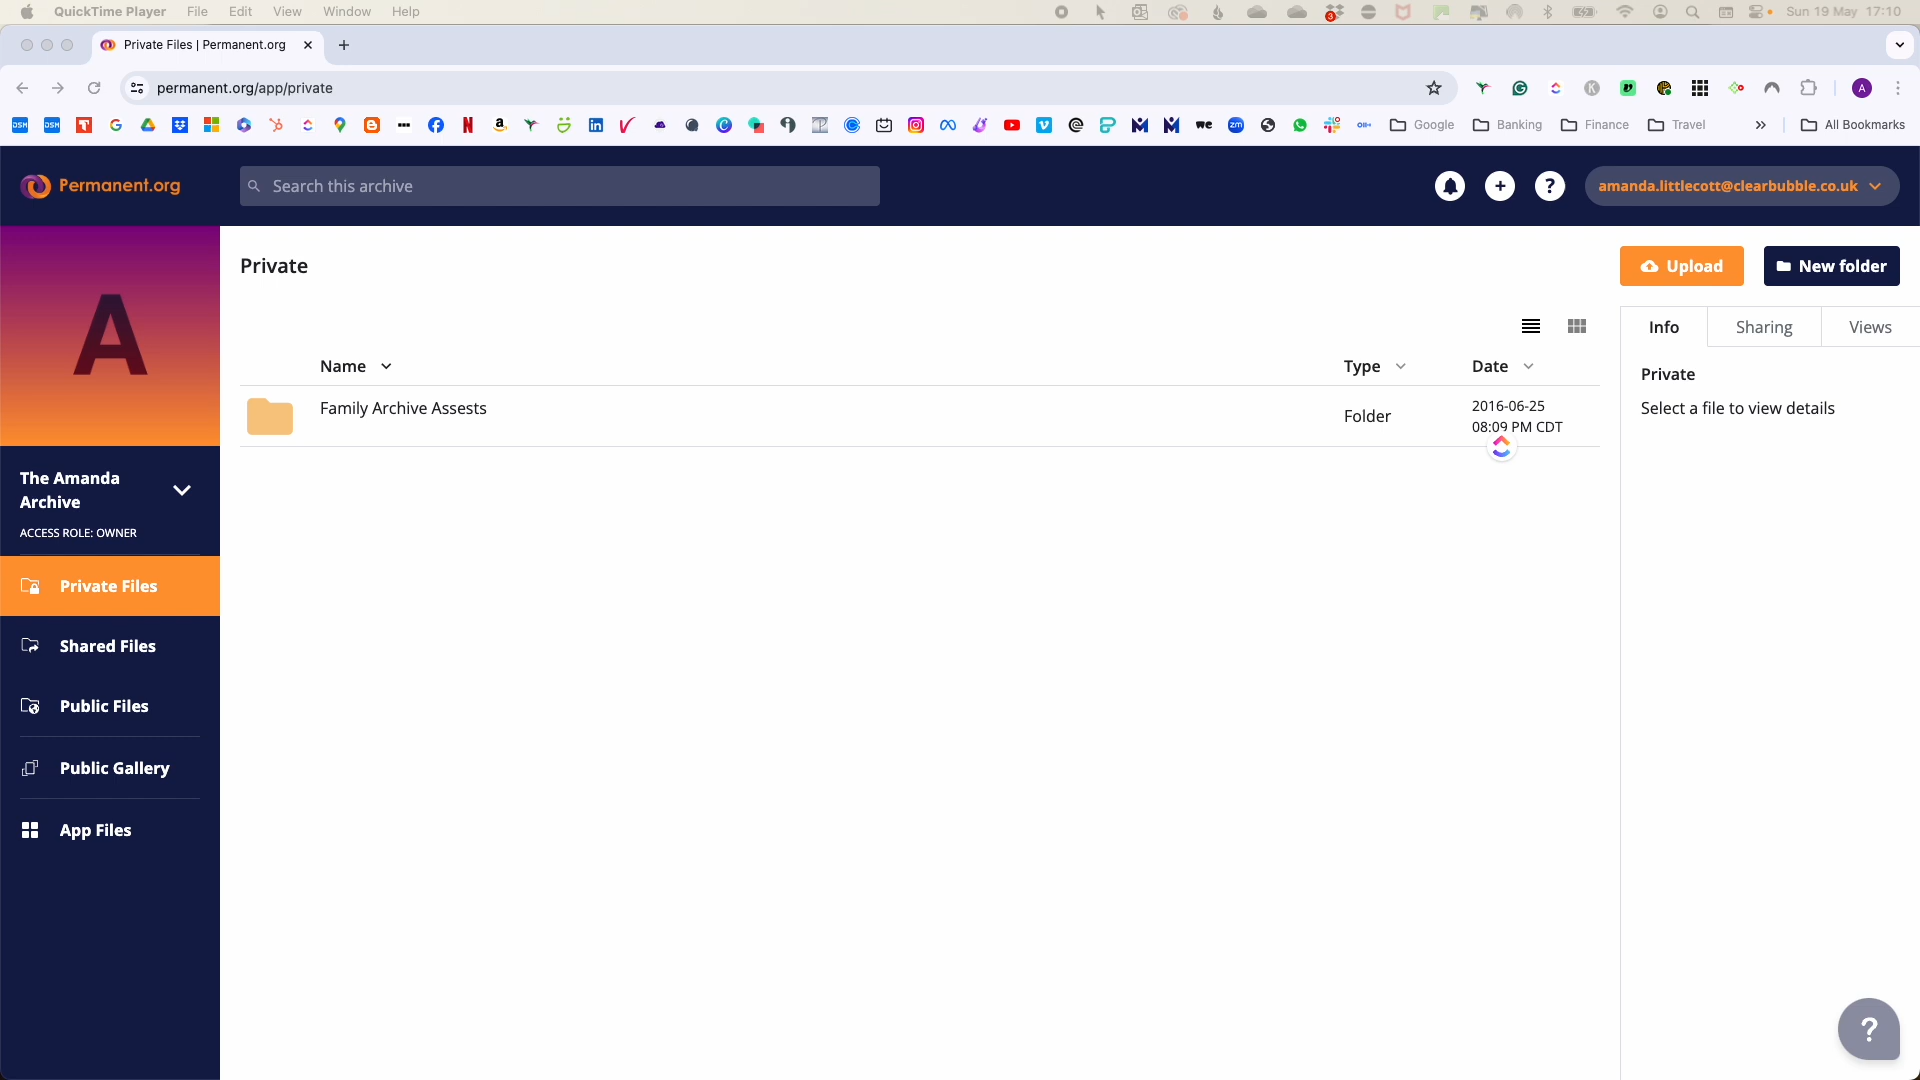 QuickTime Player File Edit View Window Help
3
Sun 19 May 17:10
Private Files | Permanent.org
permanent.org/app/private
A
Google Banking Finance Travel
All Bookmarks
Permanent.org
Search this archive
amanda.littlecott@clearbubble.co.uk
A
Private
Upload
New folder
Info Sharing Views
Name Type Date
Private
Family Archive Assests
Folder
2016-06-25
08:09 PM CDT
Select a file to view details
The Amanda
Archive
ACCESS ROLE: OWNER
Private Files
Shared Files
Public Files
Public Gallery
App Files
?